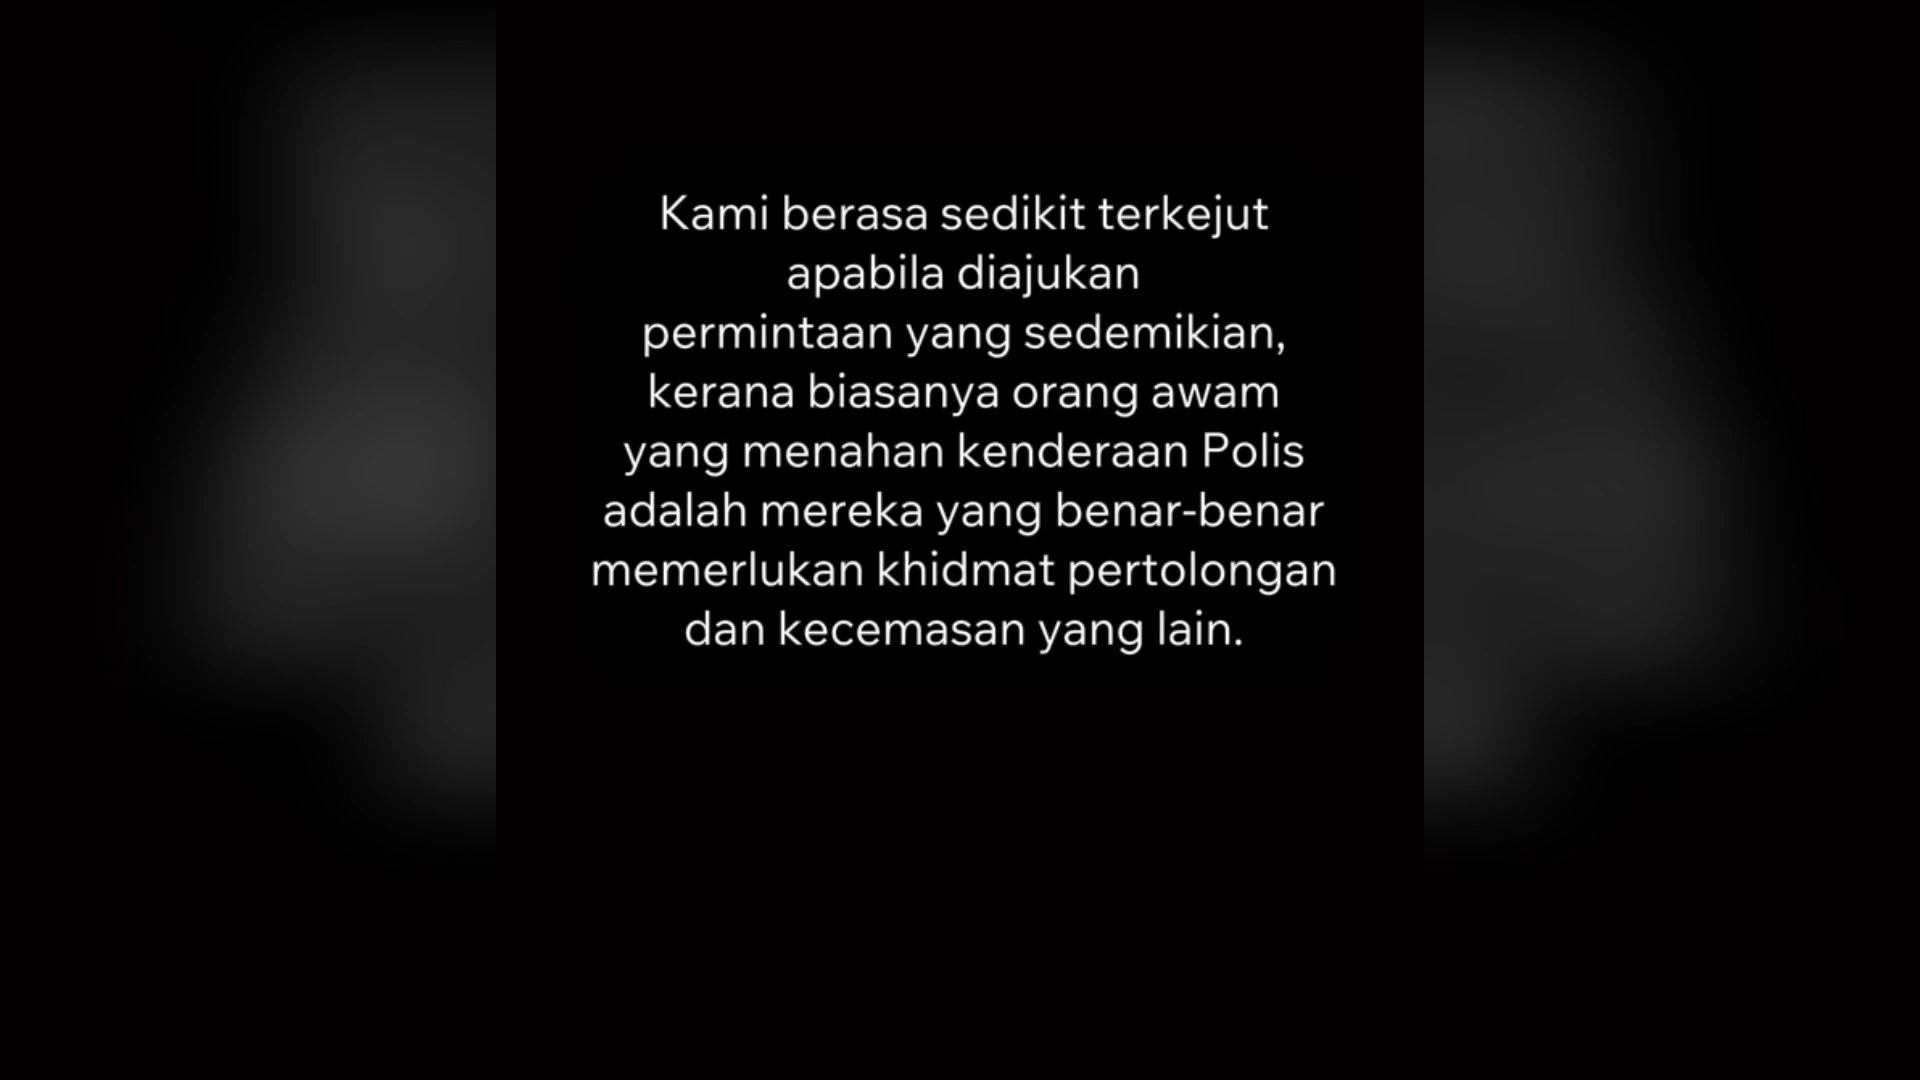 Kami berasa sedikit terkejut
apabila diajukan
permintaan yang sedemikian,
kerana biasanya orang awam
yang menahan kenderaan Polis
adalah mereka yang benar-benar
memerlukan khidmat pertolongan
dan kecemasan yang lain.